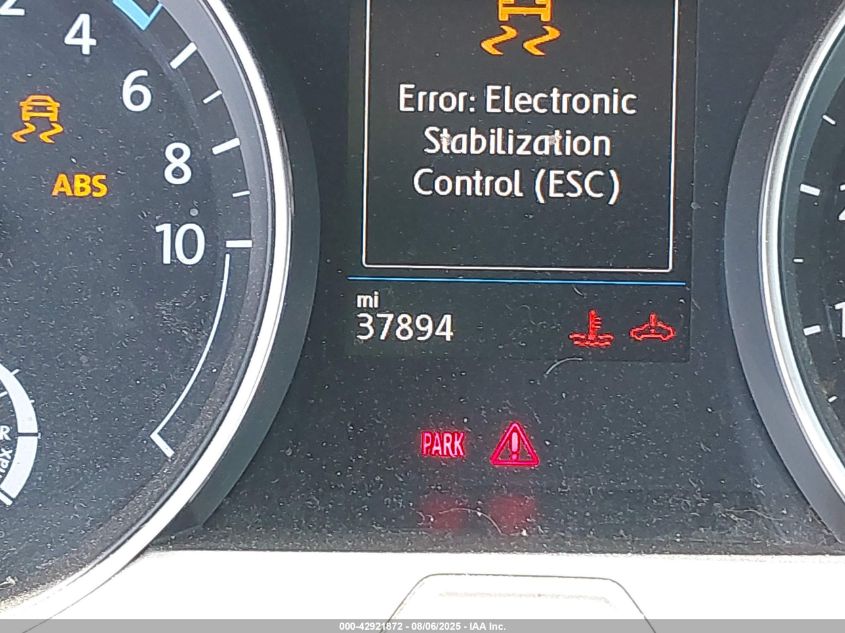 2
4
6
8
10
ABS
Error: Electronic
Stabilization
Control (ESC)
mi
37894
PARK
000-42921872 - 08/06/2025 - IAA Inc.